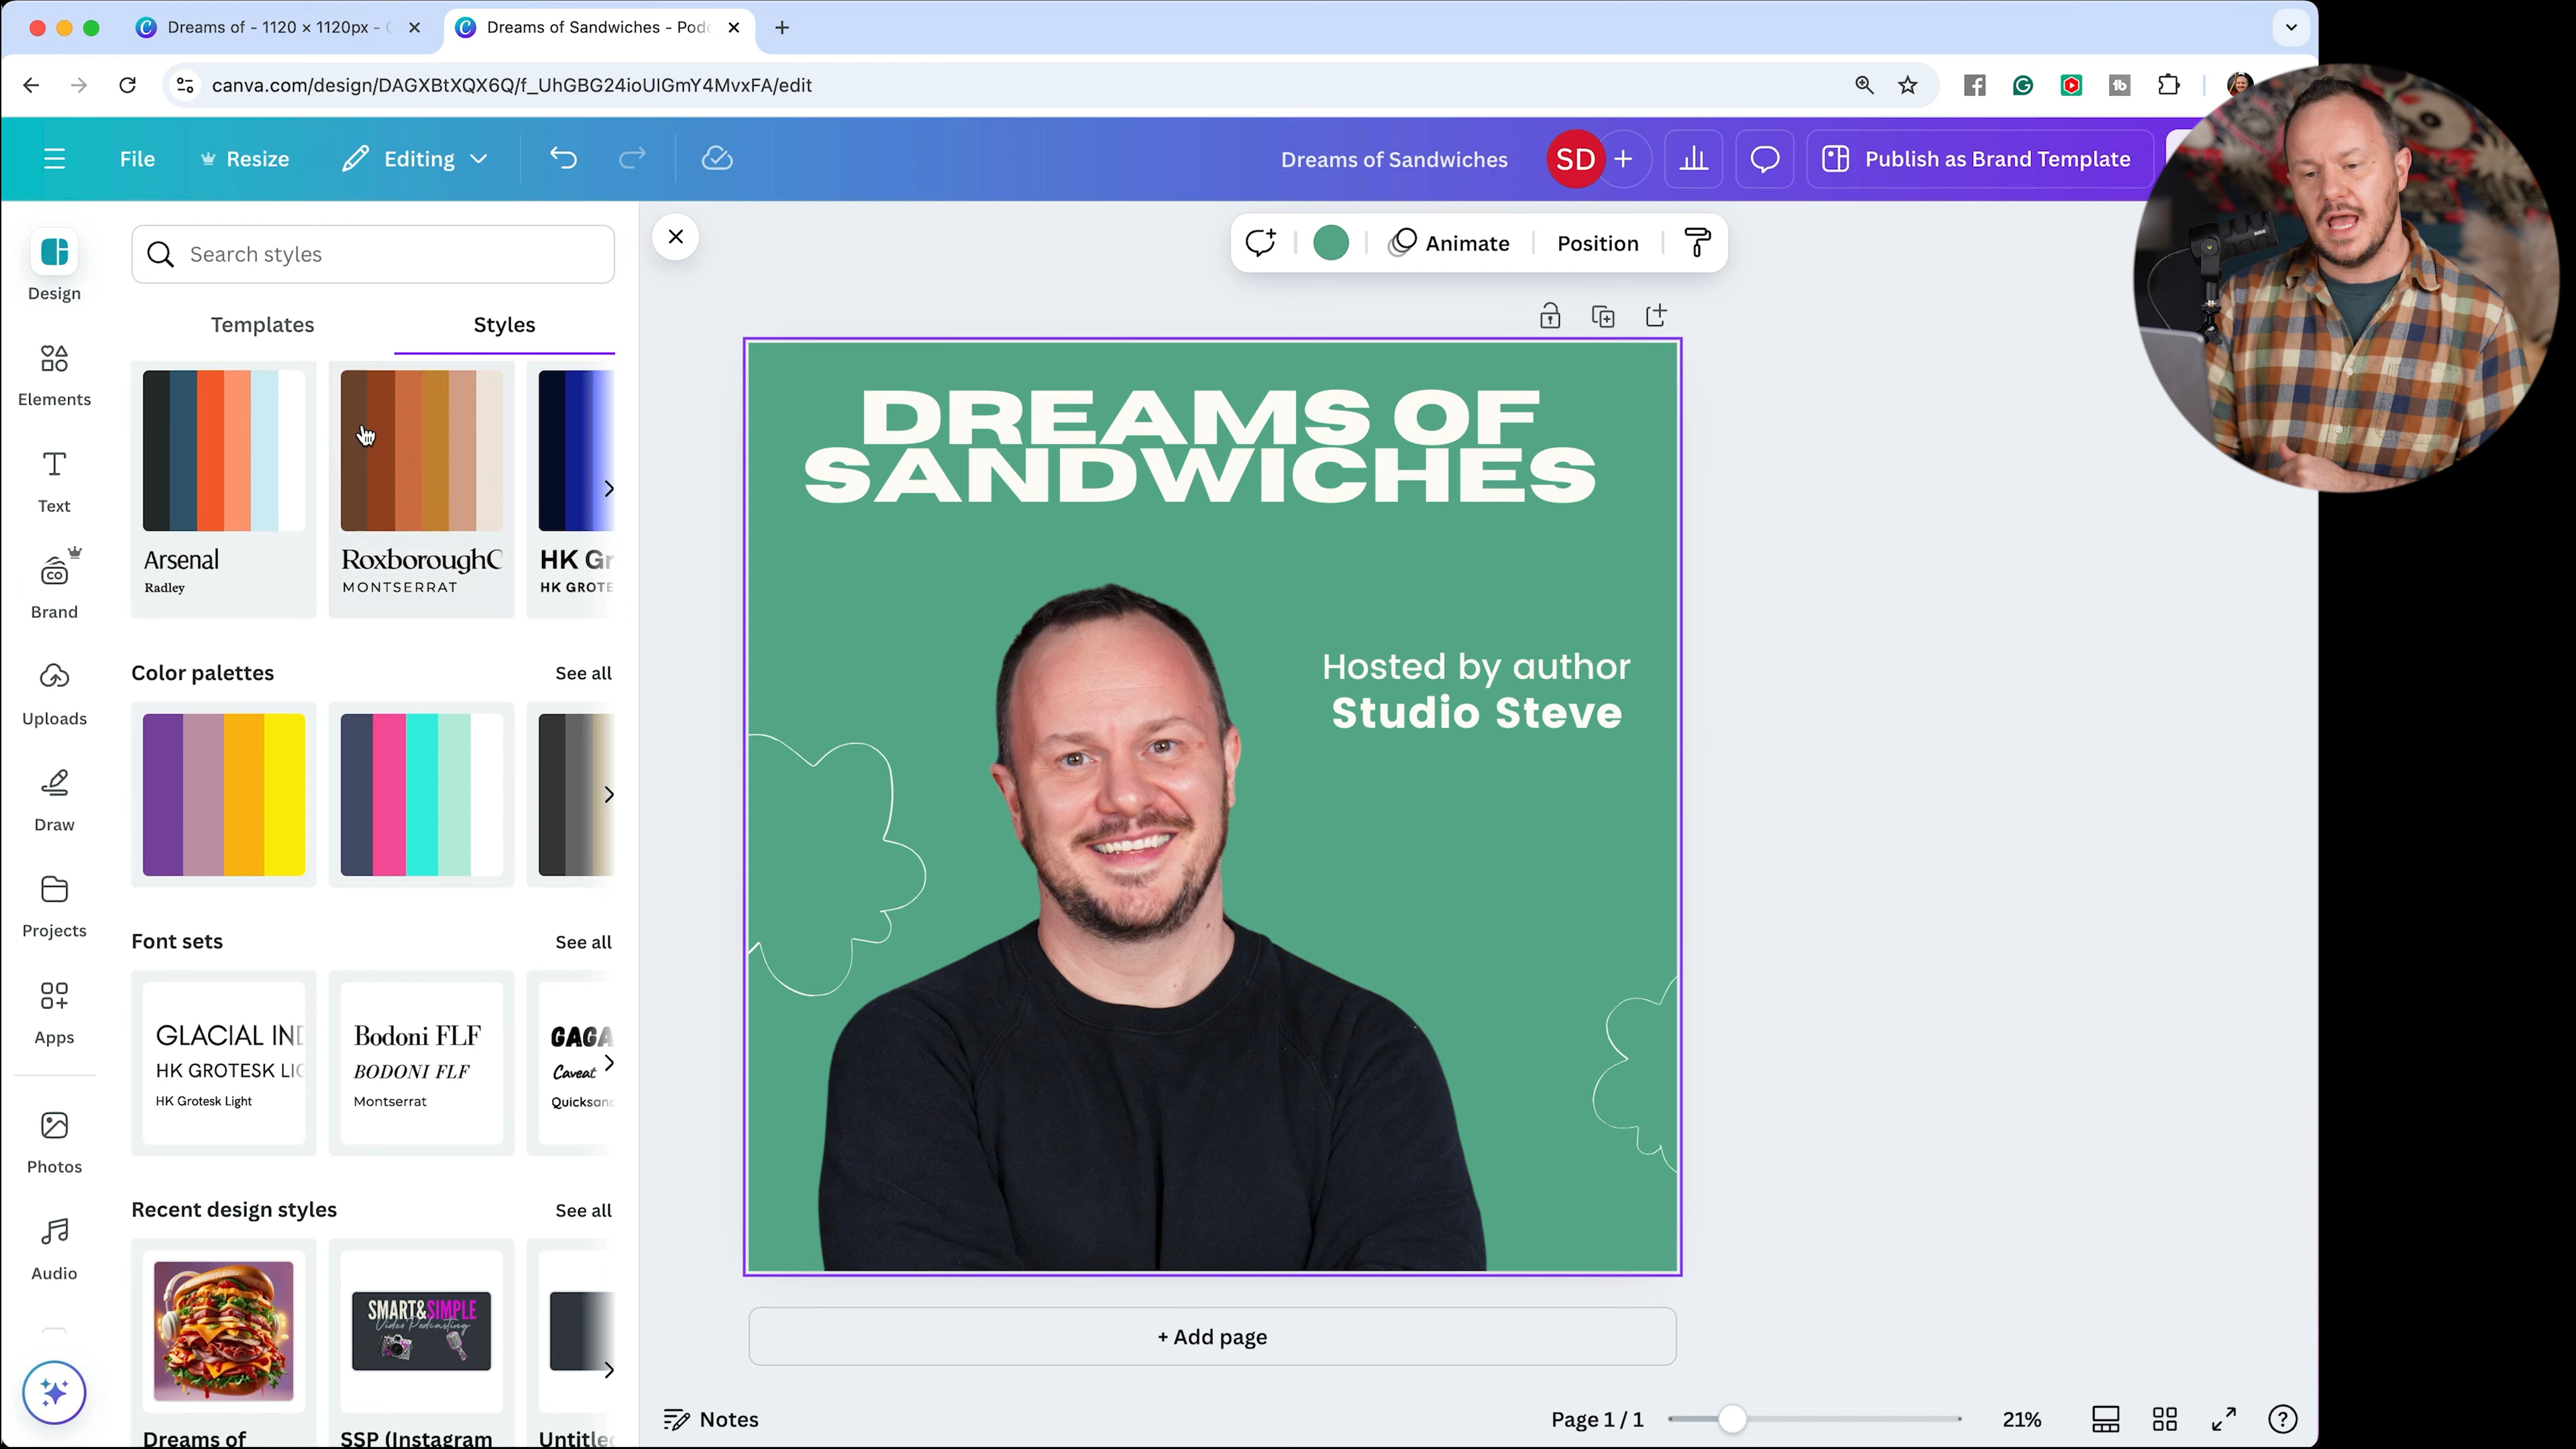 Dreams of - 1120 × 1120px -
Dreams of Sandwiches - Pod
canva.com/design/DAGXBtXQX6Q/f_UhGBG24ioUIGmY4MvxFA/edit
File
Resize
Editing
Dreams of Sandwiches
SD
Publish as Brand Template
Design
Elements
Text
Brand
Uploads
Draw
Projects
Apps
Photos
Audio
Search styles
Templates
Styles
Arsenal
Radley
RoxboroughC
MONTSERRAT
HK Gr
HK GROTE
Color palettes
See all
Font sets
See all
GLACIAL IND
HK GROTESK LIG
HK Grotesk Light
Bodoni FLF
BODONI FLF
Montserrat
GAGA
Caveat
Quicksand
Recent design styles
See all
SMART&SIMPLE
Video Podcasting
Dreams of
SSP (Instagram
Untitled
Animate
Position
DREAMS OF
SANDWICHES
Hosted by author
Studio Steve
+ Add page
Notes
Page 1 / 1
21%